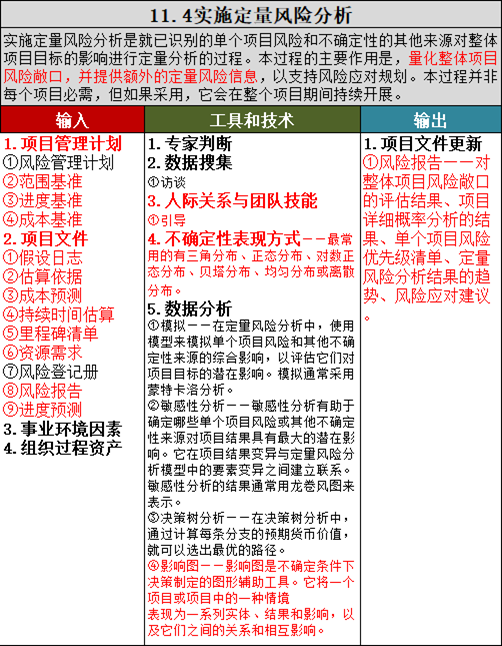 11.4实施定量风险分析
实施定量风险分析是就已识别的单个项目风险和不确定性的其他来源对整体
项目目标的影响进行定量分析的过程。本过程的主要作用是，量化整体项目
风险敞口，并提供额外的定量风险信息，以支持风险应对规划。本过程并非
每个项目必需，但如果采用，它会在整个项目期间持续开展。
输入
1.项目管理计划
①风险管理计划
②范围基准
③进度基准
④成本基准
2.项目文件
①假设日志
②估算依据
③成本预测
④持续时间估算
⑤里程碑清单
⑥资源需求
⑦风险登记册
⑧风险报告
⑨进度预测
3.事业环境因素
4.组织过程资产
工具和技术
1.专家判断
2.数据搜集
①访谈
3.人际关系与团队技能
①引导
4.不确定性表现方式——最常
用的有三角分布、正态分布、对数正
态分布、贝塔分布、均匀分布或离散
分布。
5.数据分析
①模拟——在定量风险分析中，使用
模型来模拟单个项目风险和其他不确
定性来源的综合影响，以评估它们对
项目目标的潜在影响。模拟通常采用
蒙特卡洛分析。
②敏感性分析——敏感性分析有助于
确定哪些单个项目风险或其他不确定
性来源对项目结果具有最大的潜在影
响。它在项目结果变异与定量风险分
析模型中的要素变异之间建立联系。
敏感性分析的结果通常用龙卷风图来
表示。
③决策树分析——在决策树分析中，
通过计算每条分支的预期货币价值，
就可以选出最优的路径。
④影响图——影响图是不确定条件下
决策制定的图形辅助工具。它将一个
项目或项目中的一种情境
表现为一系列实体、结果和影响，以
及它们之间的关系和相互影响。
输出
1.项目文件更新
①风险报告——对
整体项目风险敞口
的评估结果、项目
详细概率分析的结
果、单个项目风险
优先级清单、定量
风险分析结果的趋
势、风险应对建议
。